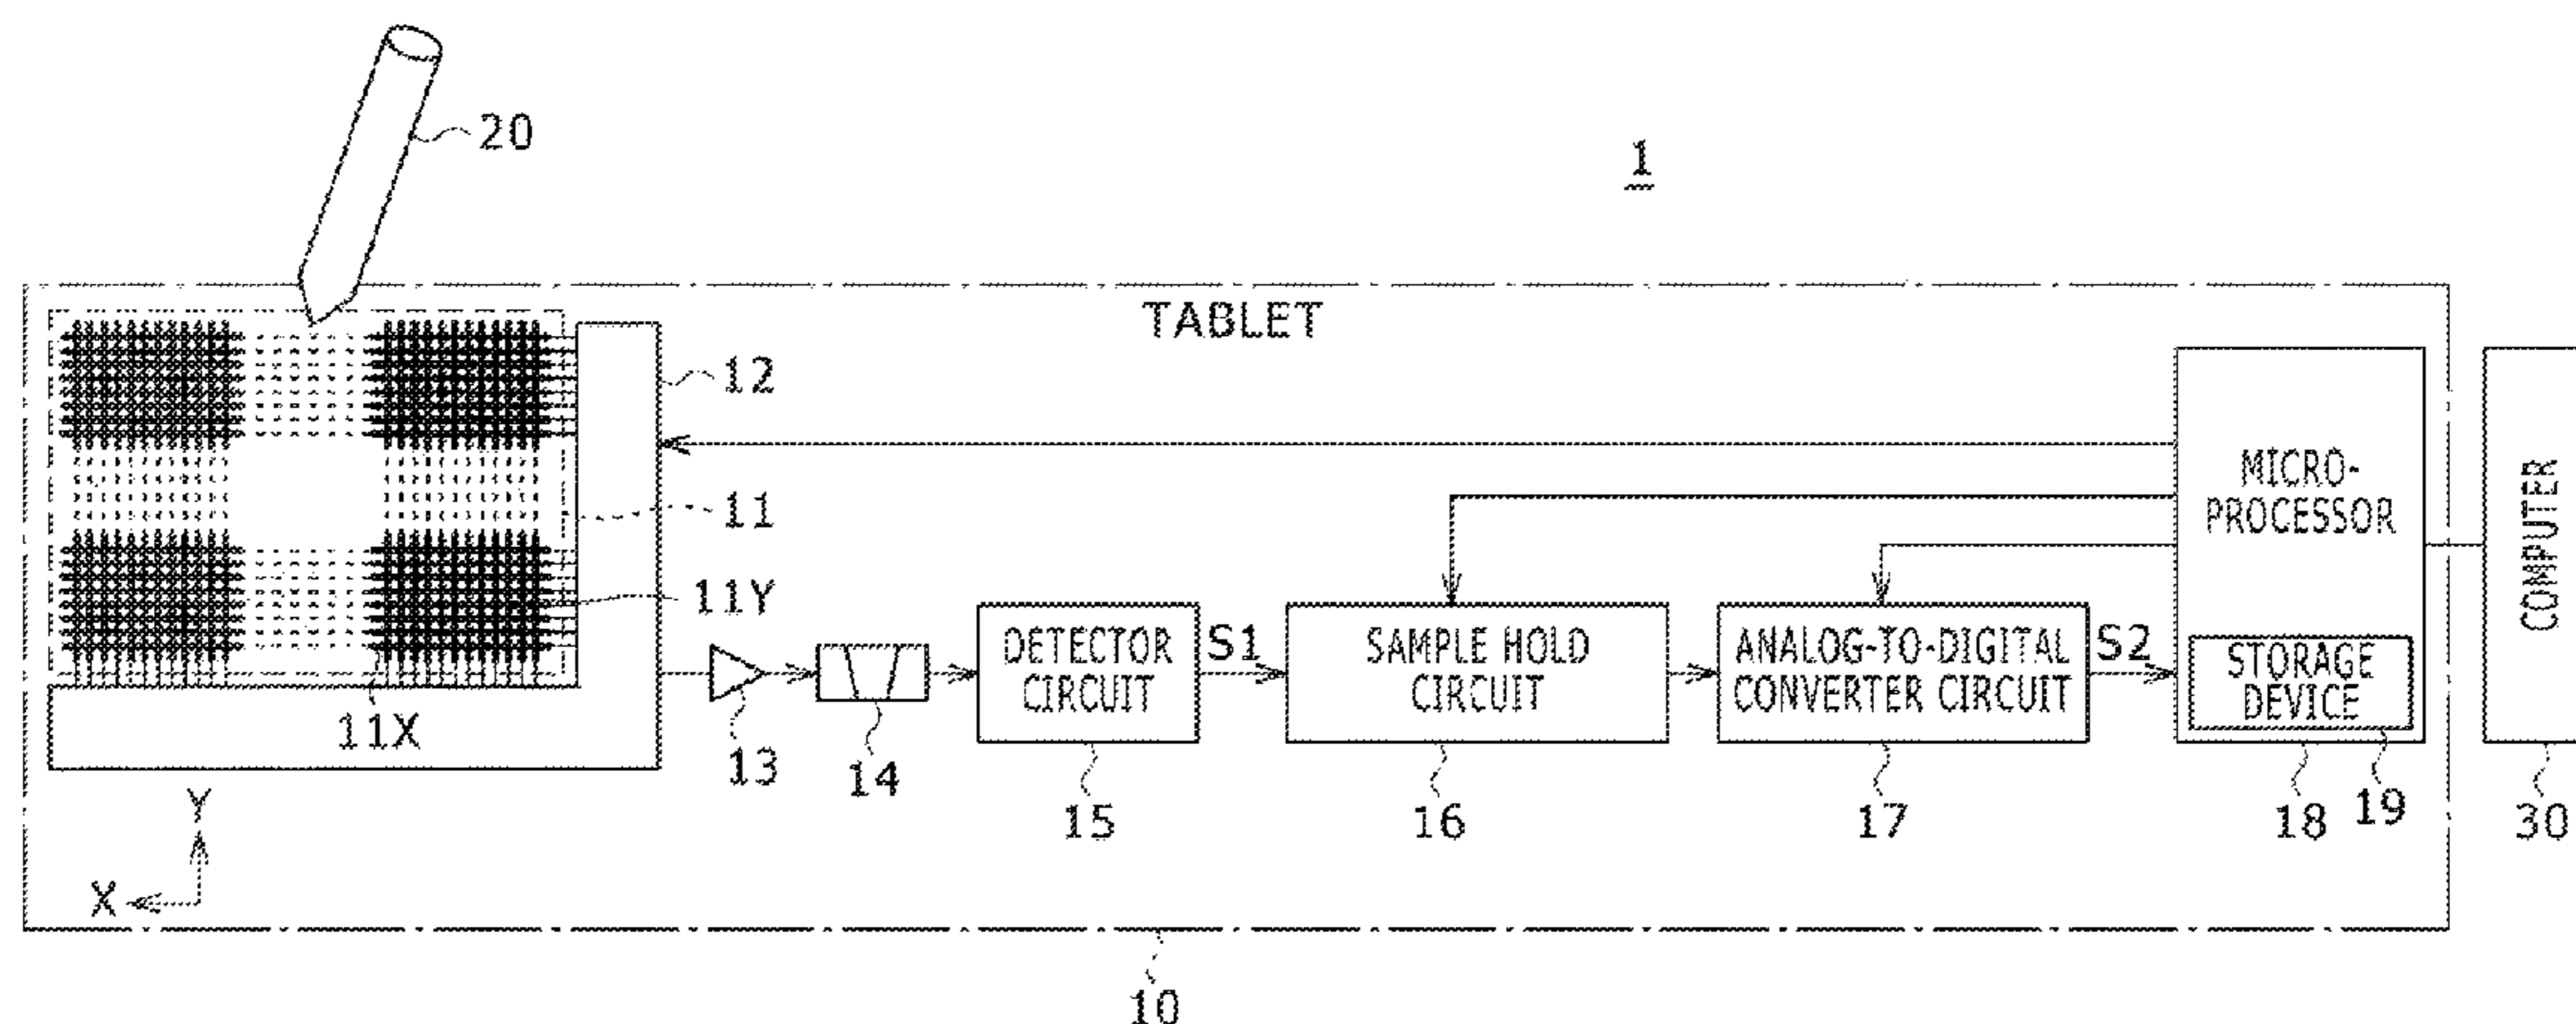 20
1
TABLET
12
11
11Y
11X
MICRO-
PROCESSOR
COMPUTER
DETECTOR
CIRCUIT
S1
SAMPLE HOLD
CIRCUIT
ANALOG-TO-DIGITAL
CONVERTER CIRCUIT
S2
STORAGE
DEVICE
13
14
15
16
17
18
19
30
Y
X
10